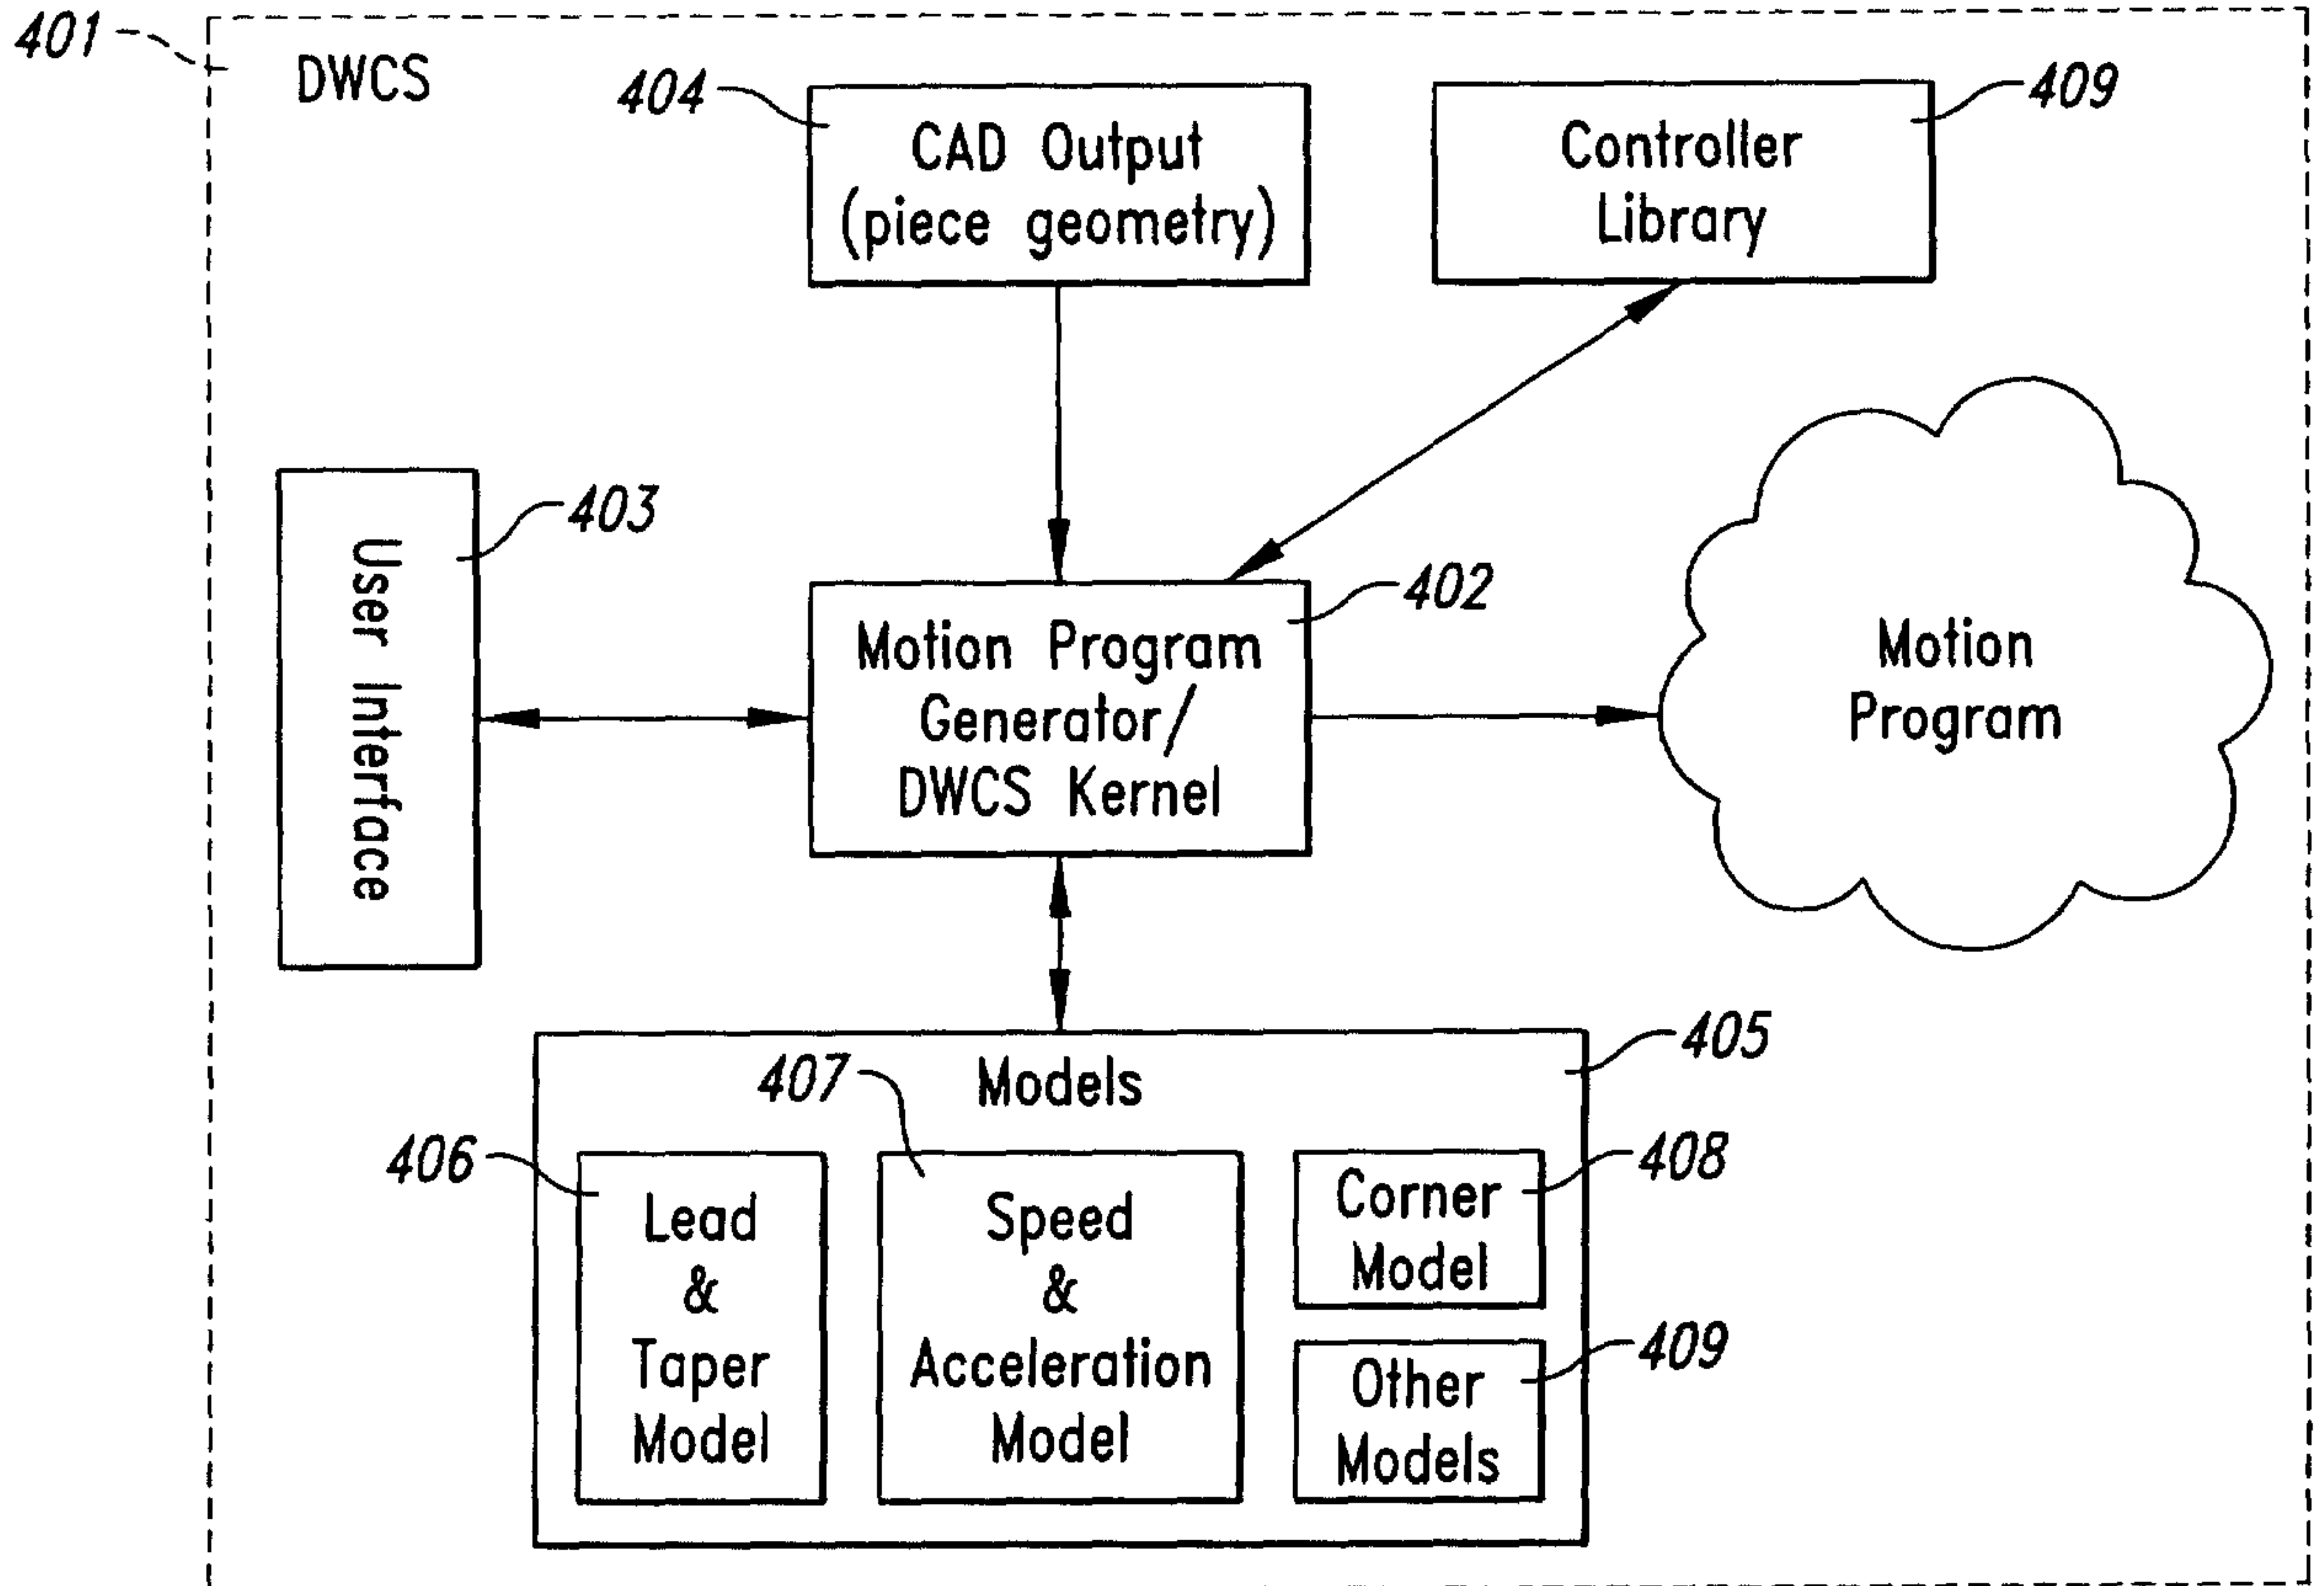 401
DWCS
404
CAD Output
(piece geometry)
409
Controller
Library
403
User Interface
402
Motion Program
Generator/
DWCS Kernel
Motion
Program
405
Models
407
406
Lead
&
Taper
Model
Speed
&
Acceleration
Model
408
Corner
Model
409
Other
Models